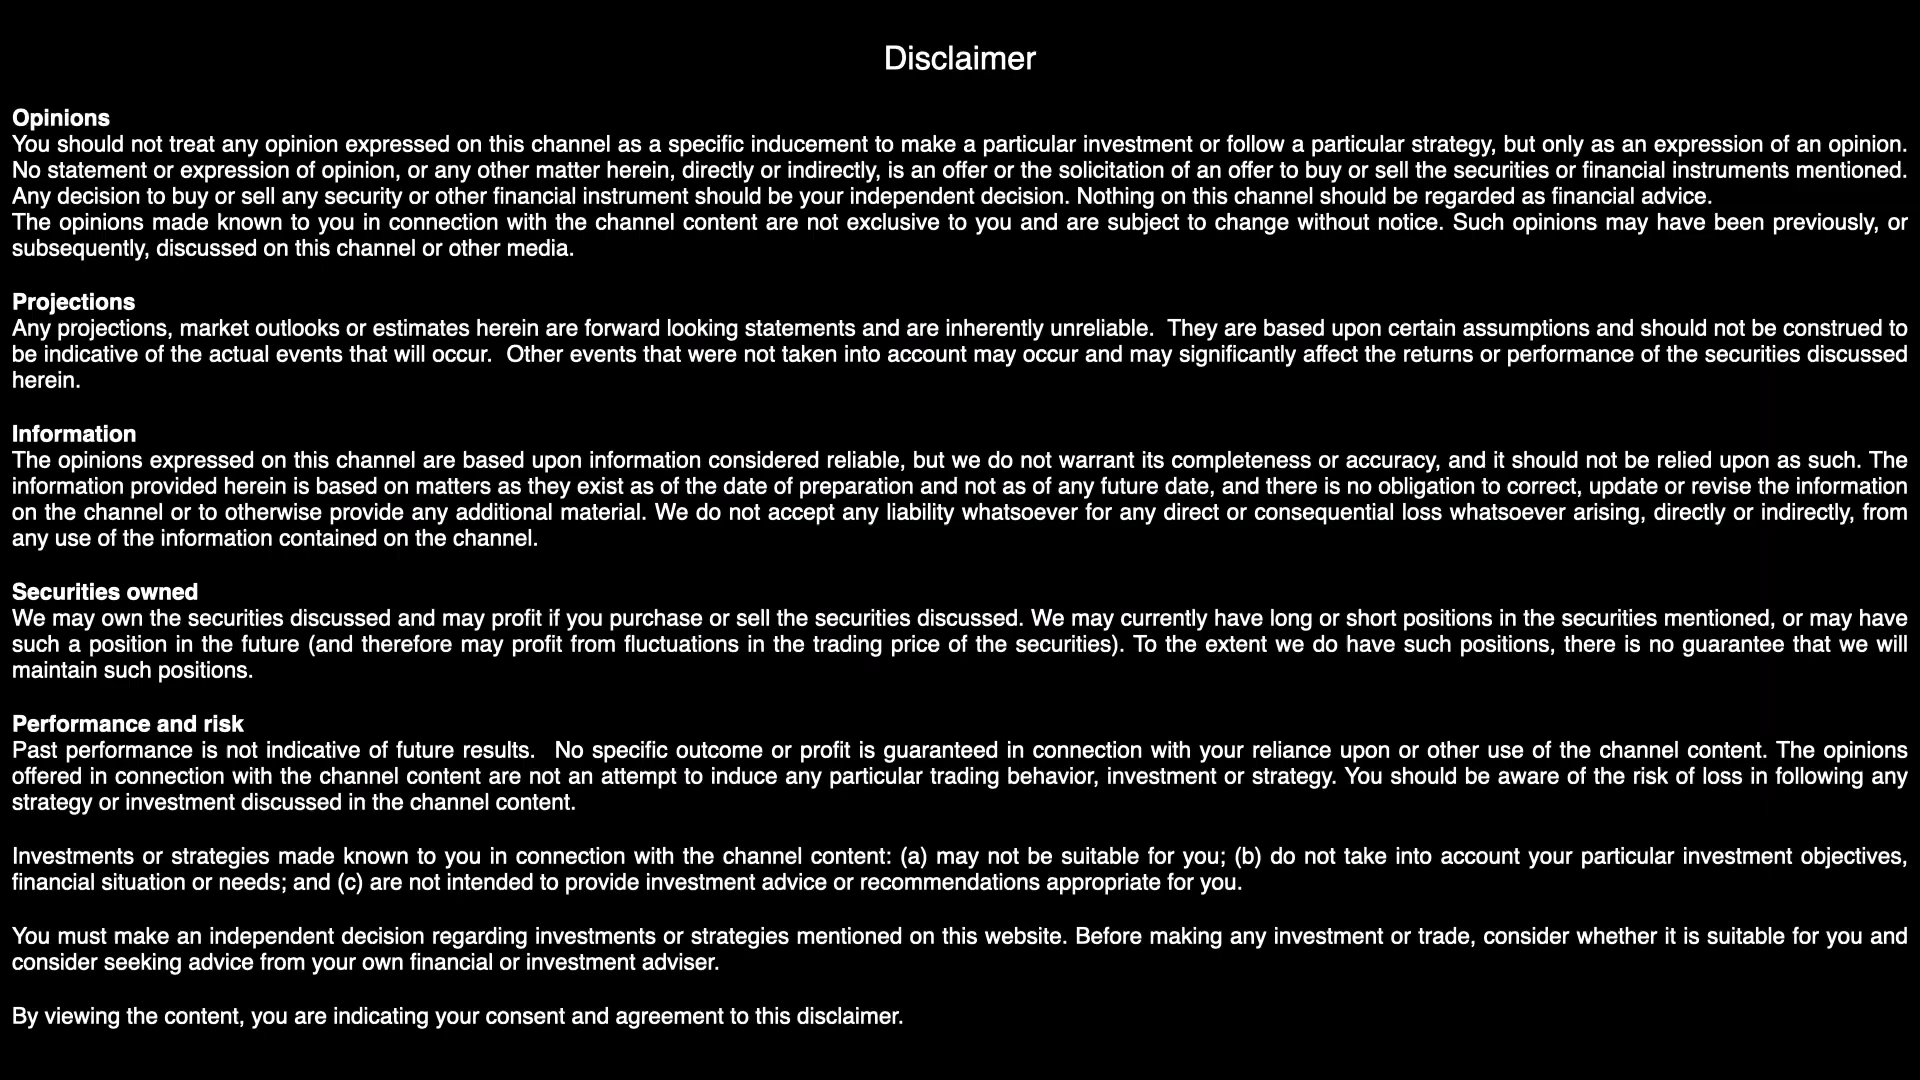 Disclaimer
Opinions
You should not treat any opinion expressed on this channel as a specific inducement to make a particular investment or follow a particular strategy, but only as an expression of an opinion.
No statement or expression of opinion, or any other matter herein, directly or indirectly, is an offer or the solicitation of an offer to buy or sell the securities or financial instruments mentioned.
Any decision to buy or sell any security or other financial instrument should be your independent decision. Nothing on this channel should be regarded as financial advice.
The opinions made known to you in connection with the channel content are not exclusive to you and are subject to change without notice. Such opinions may have been previously, or
subsequently, discussed on this channel or other media.
Projections
Any projections, market outlooks or estimates herein are forward looking statements and are inherently unreliable.  They are based upon certain assumptions and should not be construed to
be indicative of the actual events that will occur.  Other events that were not taken into account may occur and may significantly affect the returns or performance of the securities discussed
herein.
Information
The opinions expressed on this channel are based upon information considered reliable, but we do not warrant its completeness or accuracy, and it should not be relied upon as such. The
information provided herein is based on matters as they exist as of the date of preparation and not as of any future date, and there is no obligation to correct, update or revise the information
on the channel or to otherwise provide any additional material. We do not accept any liability whatsoever for any direct or consequential loss whatsoever arising, directly or indirectly, from
any use of the information contained on the channel.
Securities owned
We may own the securities discussed and may profit if you purchase or sell the securities discussed. We may currently have long or short positions in the securities mentioned, or may have
such a position in the future (and therefore may profit from fluctuations in the trading price of the securities). To the extent we do have such positions, there is no guarantee that we will
maintain such positions.
Performance and risk
Past performance is not indicative of future results.  No specific outcome or profit is guaranteed in connection with your reliance upon or other use of the channel content. The opinions
offered in connection with the channel content are not an attempt to induce any particular trading behavior, investment or strategy. You should be aware of the risk of loss in following any
strategy or investment discussed in the channel content.
Investments or strategies made known to you in connection with the channel content: (a) may not be suitable for you; (b) do not take into account your particular investment objectives,
financial situation or needs; and (c) are not intended to provide investment advice or recommendations appropriate for you.
You must make an independent decision regarding investments or strategies mentioned on this website. Before making any investment or trade, consider whether it is suitable for you and
consider seeking advice from your own financial or investment adviser.
By viewing the content, you are indicating your consent and agreement to this disclaimer.